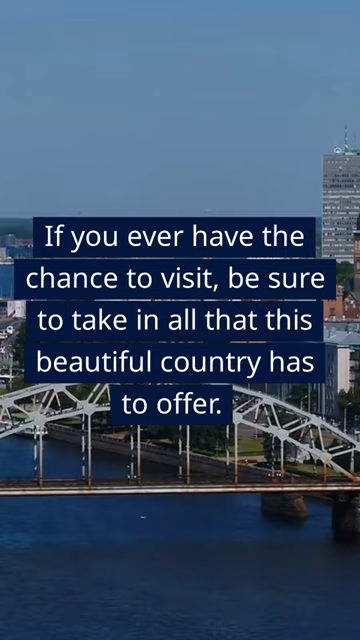 If you ever have the
chance to visit, be sure
to take in all that this
beautiful country has
to offer.